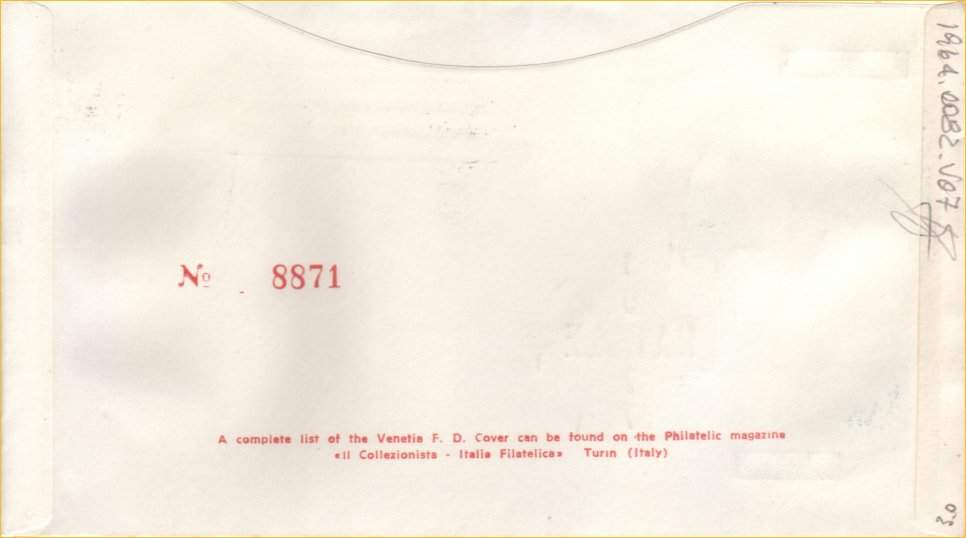 1964.0082.V07
Nº 8871
A complete list of the Venetia F. D. Cover can be found on the Philatelic magazine
«Il Collezionista - Italia Filatelica» Turin (Italy)
3.0